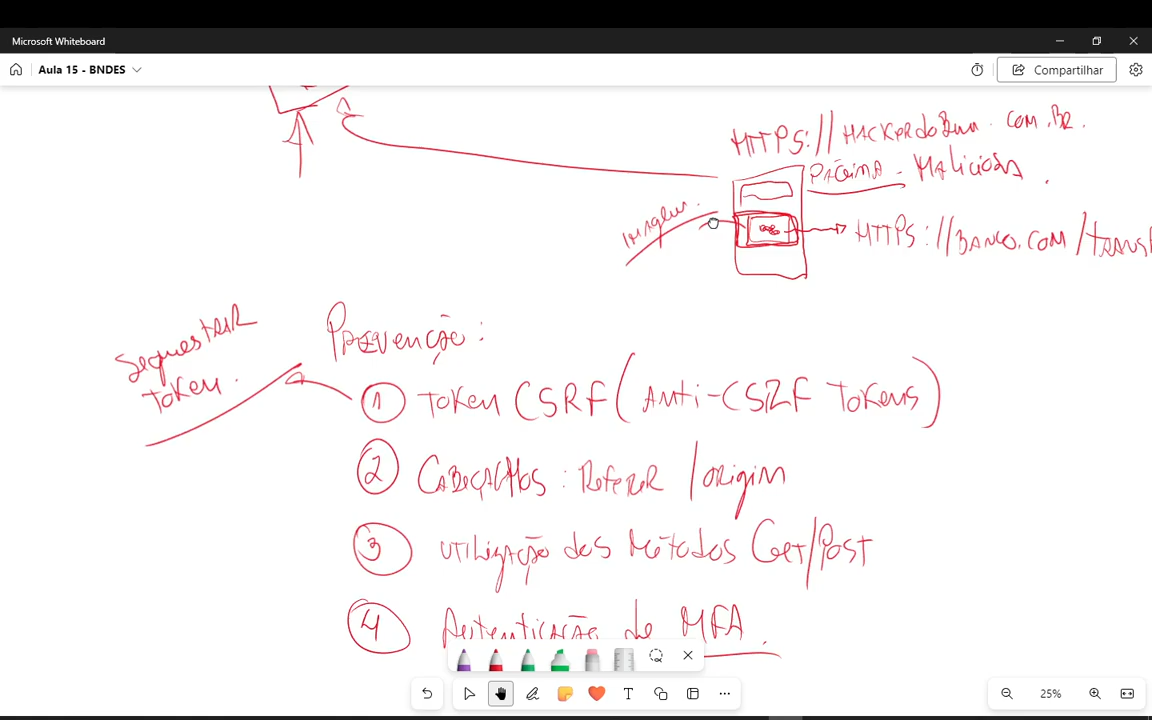 Microsoft Whiteboard
Aula 15 - BNDES
Compartilhar
HTTPS://HACKERdoBem.COM.BR.
PÁGINA - MALICIOSA.
HTTPS://BANCO.COM/TRANSF
SEQUESTRAR
TOKEN.
PREVENÇÃO:
1 TOKEN CSRF (ANTI-CSRF TOKENS)
2 CABEÇALHOS: REFERER /ORIGIN
3 UTILIZAÇÃO DOS MÉTODOS GET/POST
4 AUTENTICAÇÃO de MFA.
25%